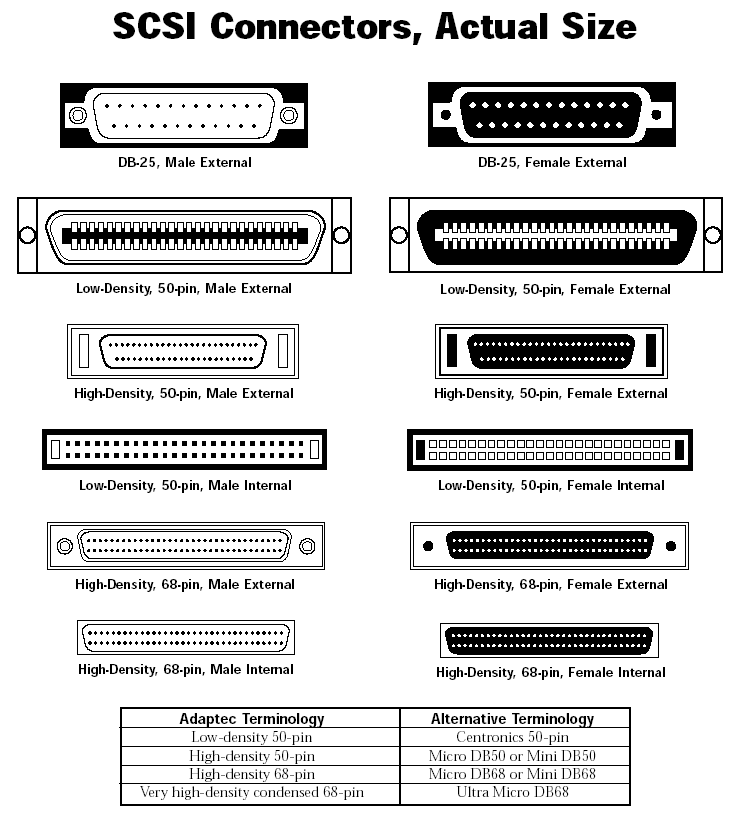 SCSI Connectors, Actual Size
DB-25, Male External
DB-25, Female External
Low-Density, 50-pin, Male External
Low-Density, 50-pin, Female External
High-Density, 50-pin, Male External
High-Density, 50-pin, Female External
Low-Density, 50-pin, Male Internal
Low-Density, 50-pin, Female Internal
High-Density, 68-pin, Male External
High-Density, 68-pin, Female External
High-Density, 68-pin, Male Internal
High-Density, 68-pin, Female Internal
Adaptec Terminology Alternative Terminology
Low-density 50-pin Centronics 50-pin
High-density 50-pin Micro DB50 or Mini DB50
High-density 68-pin Micro DB68 or Mini DB68
Very high-density condensed 68-pin Ultra Micro DB68